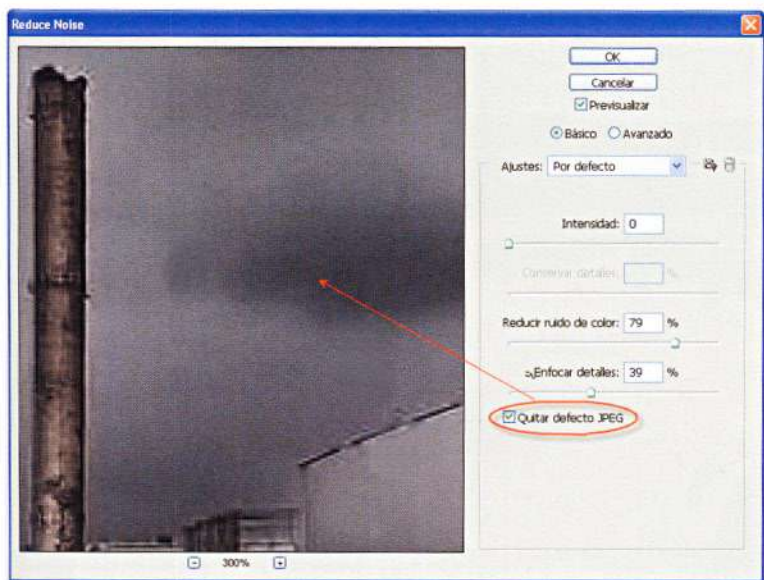 Reduce Noise
OK
Cancelar
Previsualizar
Básico Avanzado
Ajustes: Por defecto
Intensidad: 0
Conservar detalles: %
Reducir ruido de color: 79 %
Enfocar detalles: 39 %
Quitar defecto JPEG
300%